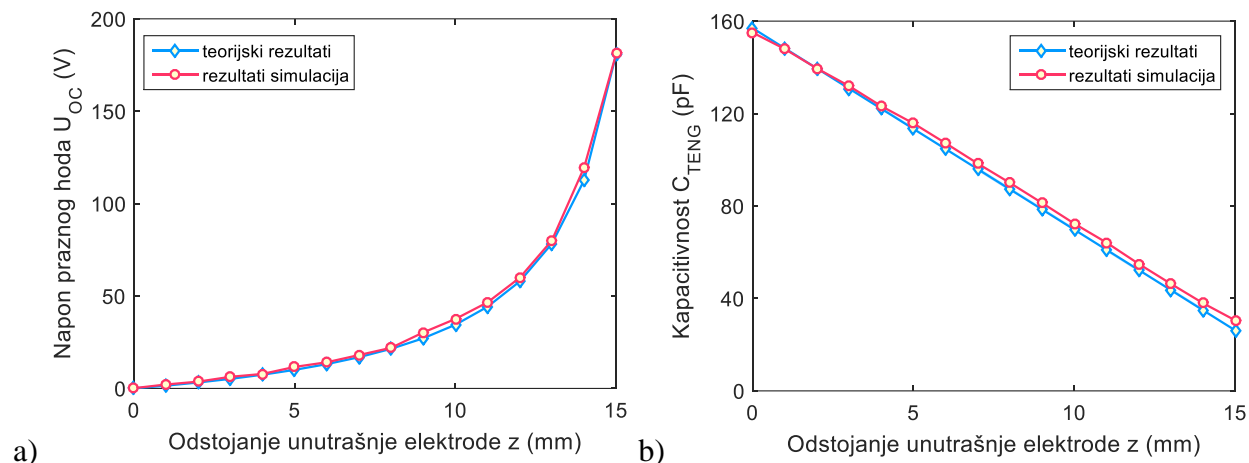 200
150
100
50
0
Napon praznog hoda U_OC (V)
teorijski rezultati
rezultati simulacija
0 5 10 15
Odstojanje unutrašnje elektrode z (mm)
a)
160
120
80
40
0
Kapacitivnost C_TENG (pF)
teorijski rezultati
rezultati simulacija
0 5 10 15
Odstojanje unutrašnje elektrode z (mm)
b)